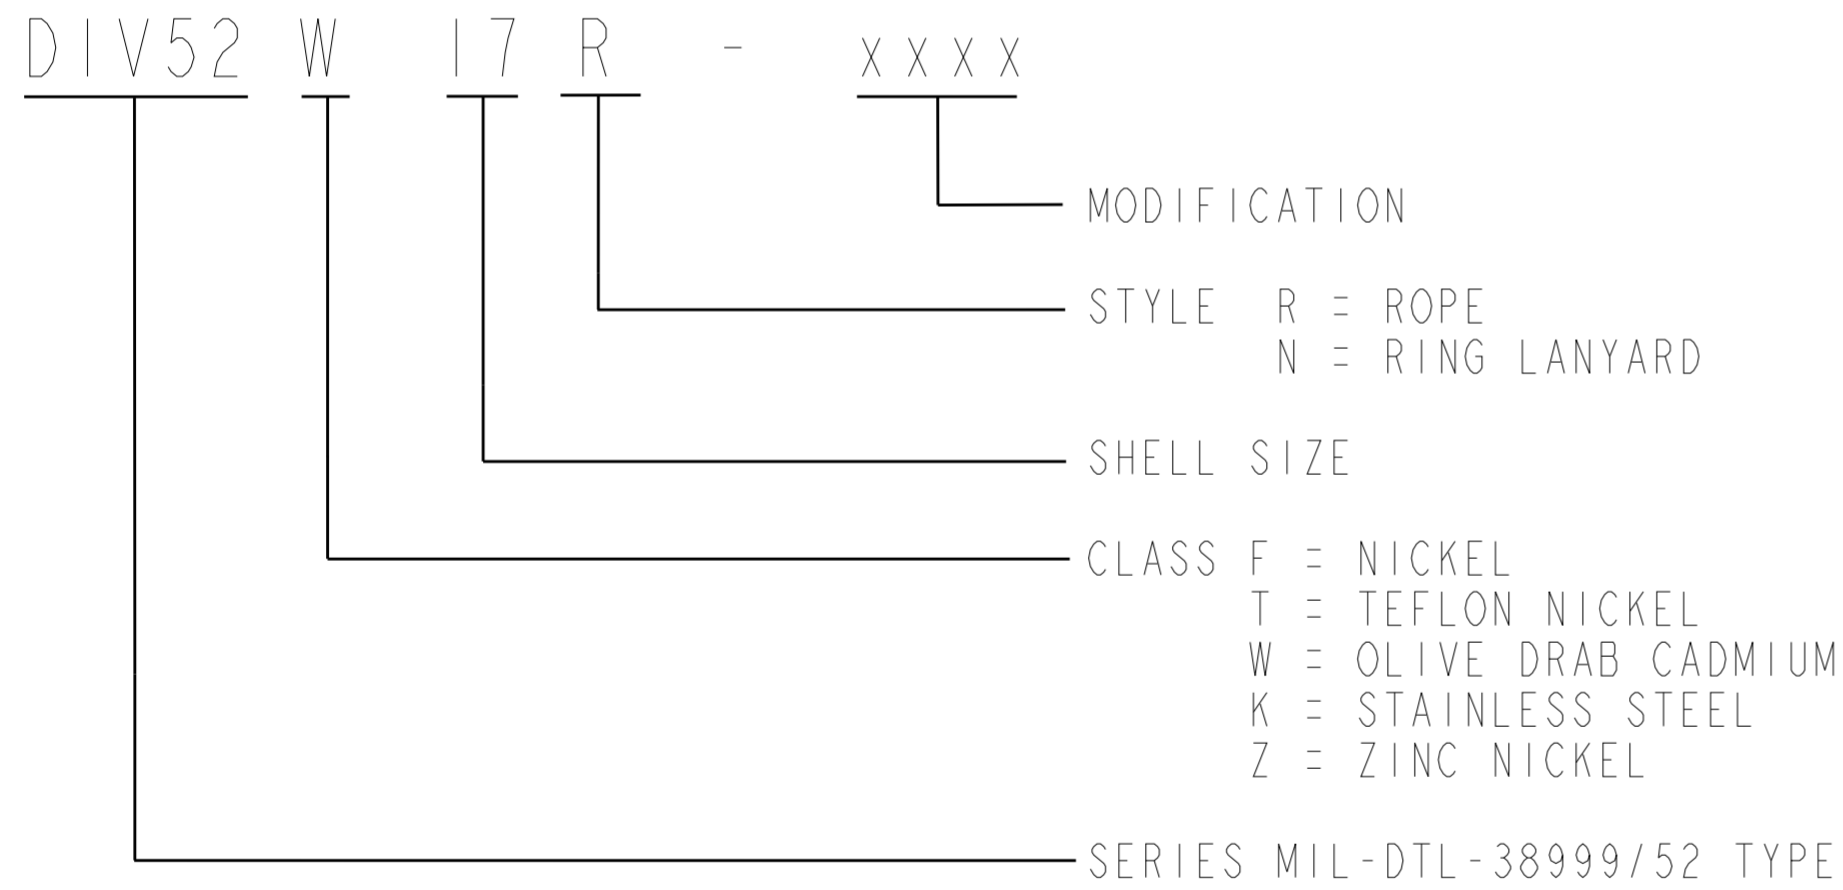 DIV52 W 17 R - XXXX
MODIFICATION
STYLE R = ROPE
N = RING LANYARD
SHELL SIZE
CLASS F = NICKEL
T = TEFLON NICKEL
W = OLIVE DRAB CADMIUM
K = STAINLESS STEEL
Z = ZINC NICKEL
SERIES MIL-DTL-38999/52 TYPE